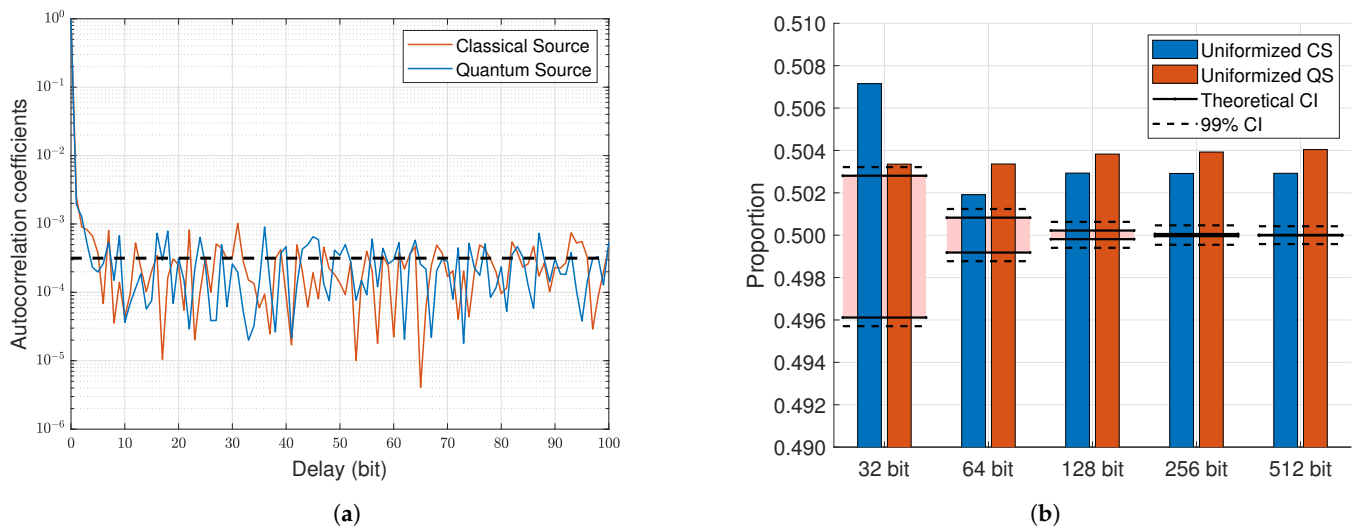 10⁰
10⁻¹
10⁻²
10⁻³
10⁻⁴
10⁻⁵
10⁻⁶
Autocorrelation coefficients
Classical Source
Quantum Source
0 10 20 30 40 50 60 70 80 90 100
Delay (bit)
(a)
0.510
0.508
0.506
0.504
0.502
0.500
0.498
0.496
0.494
0.492
0.490
Proportion
Uniformized CS
Uniformized QS
Theoretical CI
99% CI
32 bit 64 bit 128 bit 256 bit 512 bit
(b)